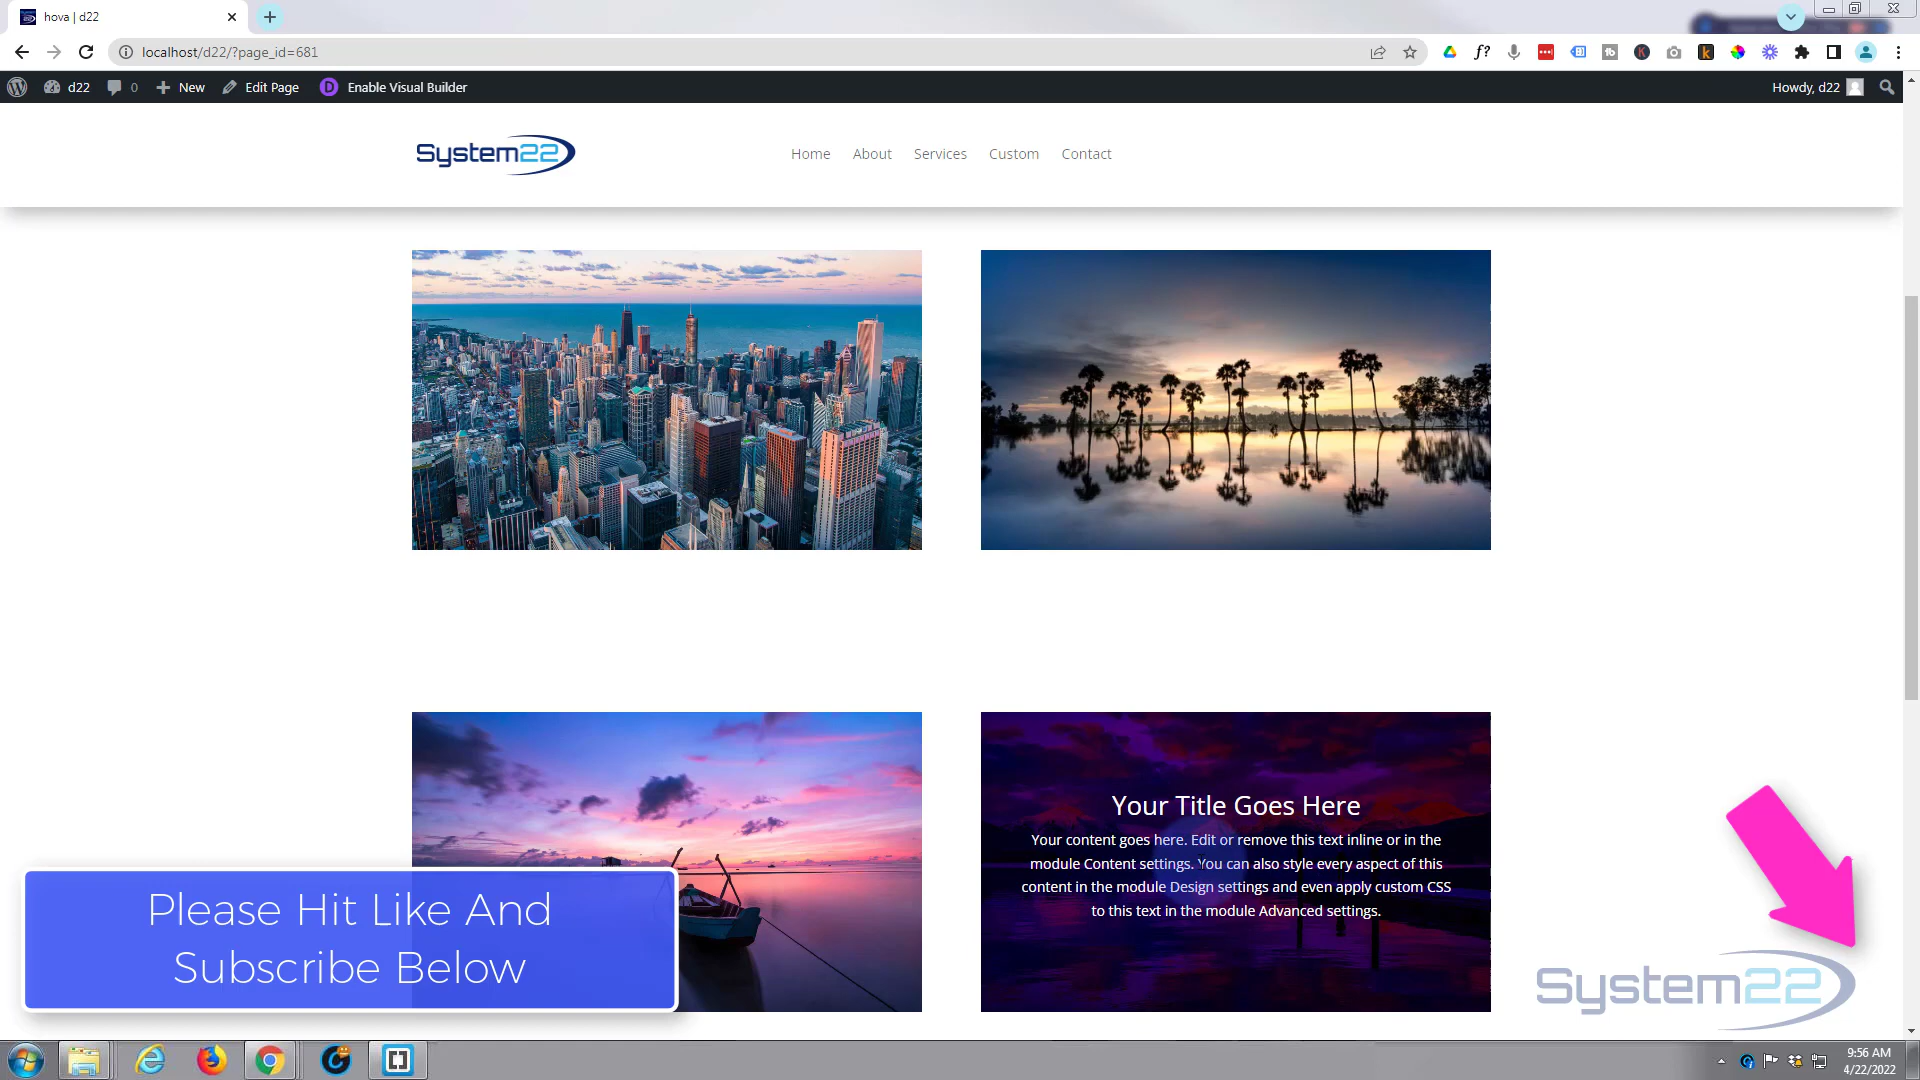 hova | d22
localhost/d22/?page_id=681
d22
0
New
Edit Page
D
Enable Visual Builder
Howdy, d22
System22
Home
About
Services
Custom
Contact
Your Title Goes Here
Your content goes here. Edit or remove this text inline or in the
module Content settings. You can also style every aspect of this
content in the module Design settings and even apply custom CSS
to this text in the module Advanced settings.
Please Hit Like And
Subscribe Below
System22
9:56 AM
4/22/2022